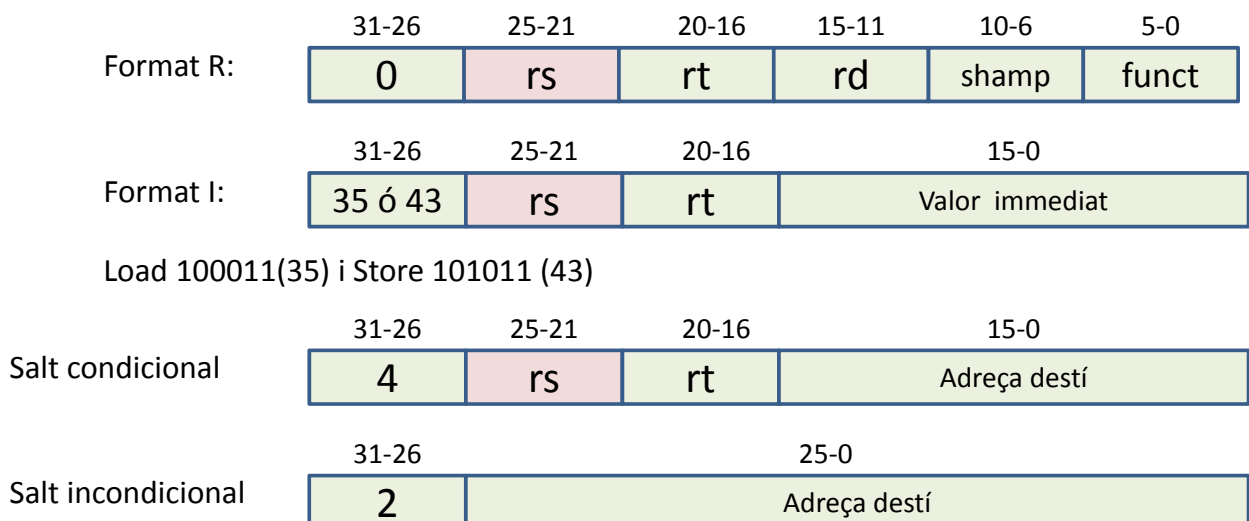 31-26 25-21 20-16 15-11 10-6 5-0
Format R: 0 rs rt rd shamp funct
31-26 25-21 20-16 15-0
Format I: 35 ó 43 rs rt Valor immediat
Load 100011(35) i Store 101011 (43)
31-26 25-21 20-16 15-0
Salt condicional 4 rs rt Adreça destí
31-26 25-0
Salt incondicional 2 Adreça destí